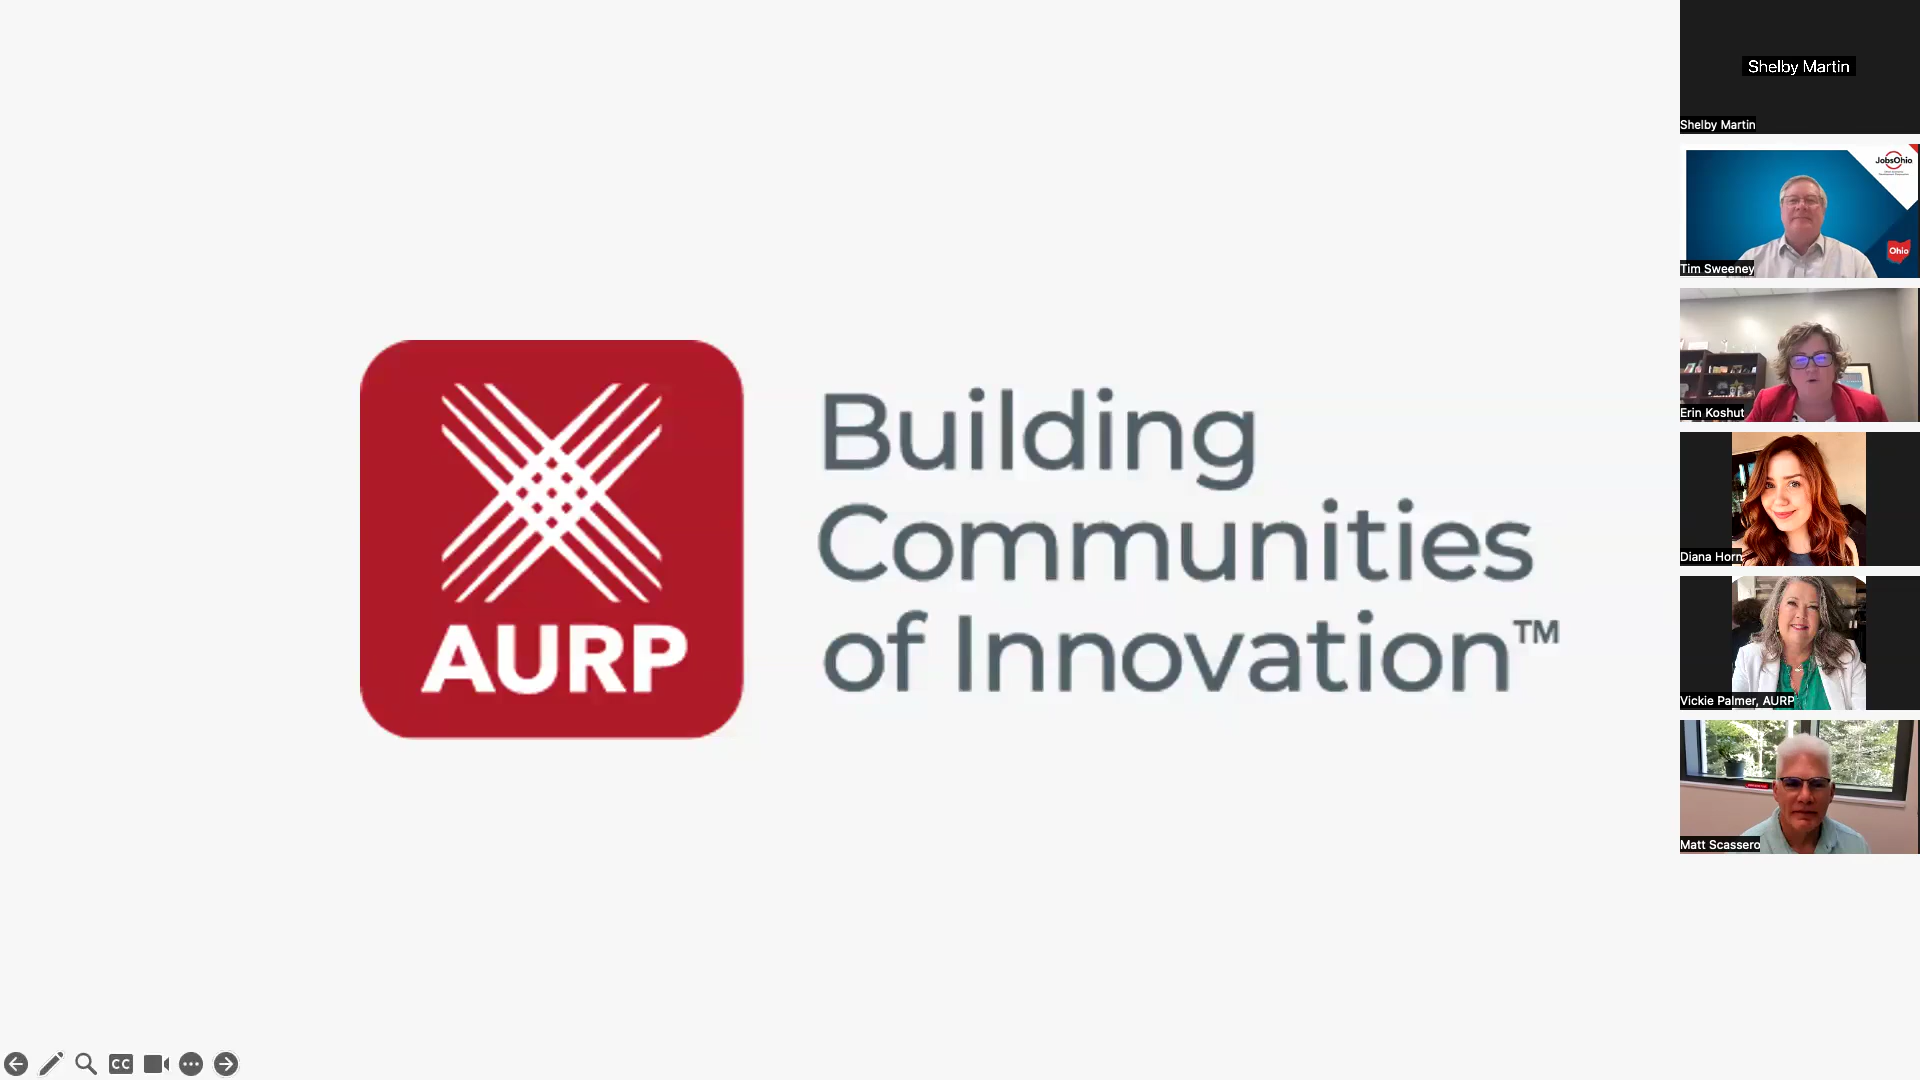 AURP
Building
Communities
of Innovation™
Shelby Martin
Shelby Martin
JobsOhio
Ohio
Tim Sweeney
Erin Koshut
Diana Horn
Vickie Palmer, AURP
Matt Scassero
CC